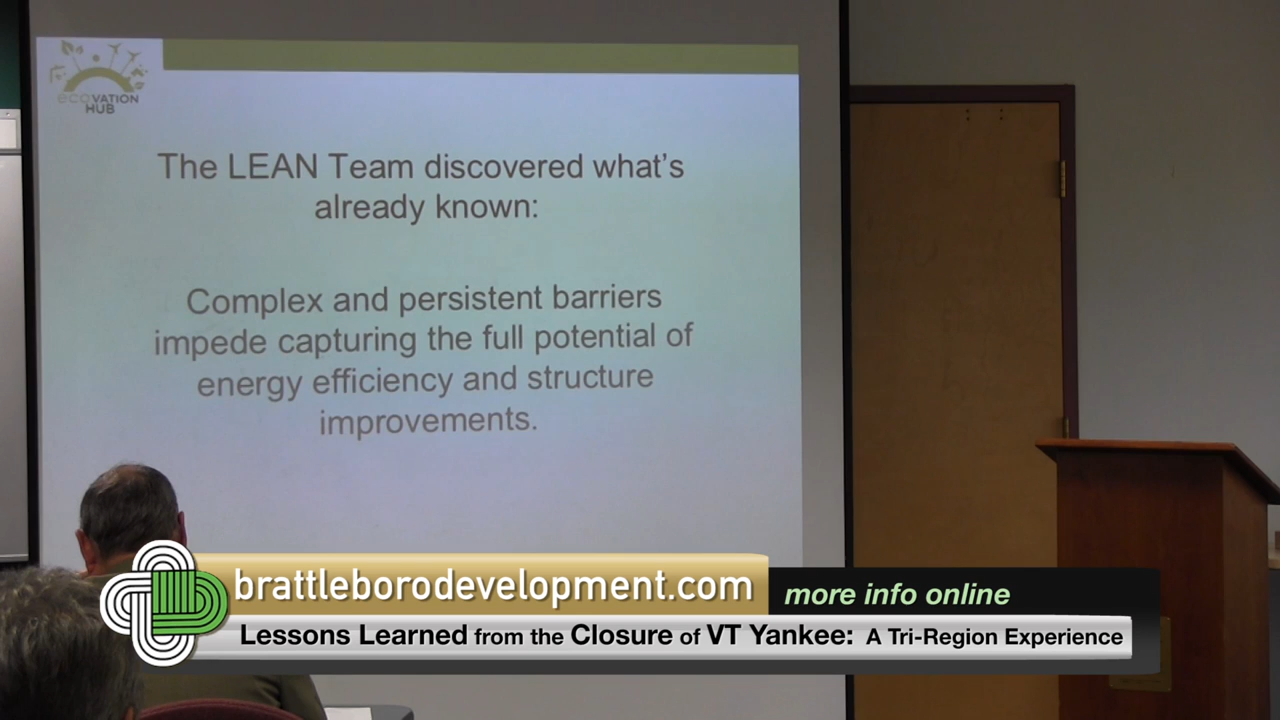 ecovation
HUB
The LEAN Team discovered what's
already known:
Complex and persistent barriers
impede capturing the full potential of
energy efficiency and structure
improvements.
brattleborodevelopment.com
more info online
Lessons Learned from the Closure of VT Yankee: A Tri-Region Experience